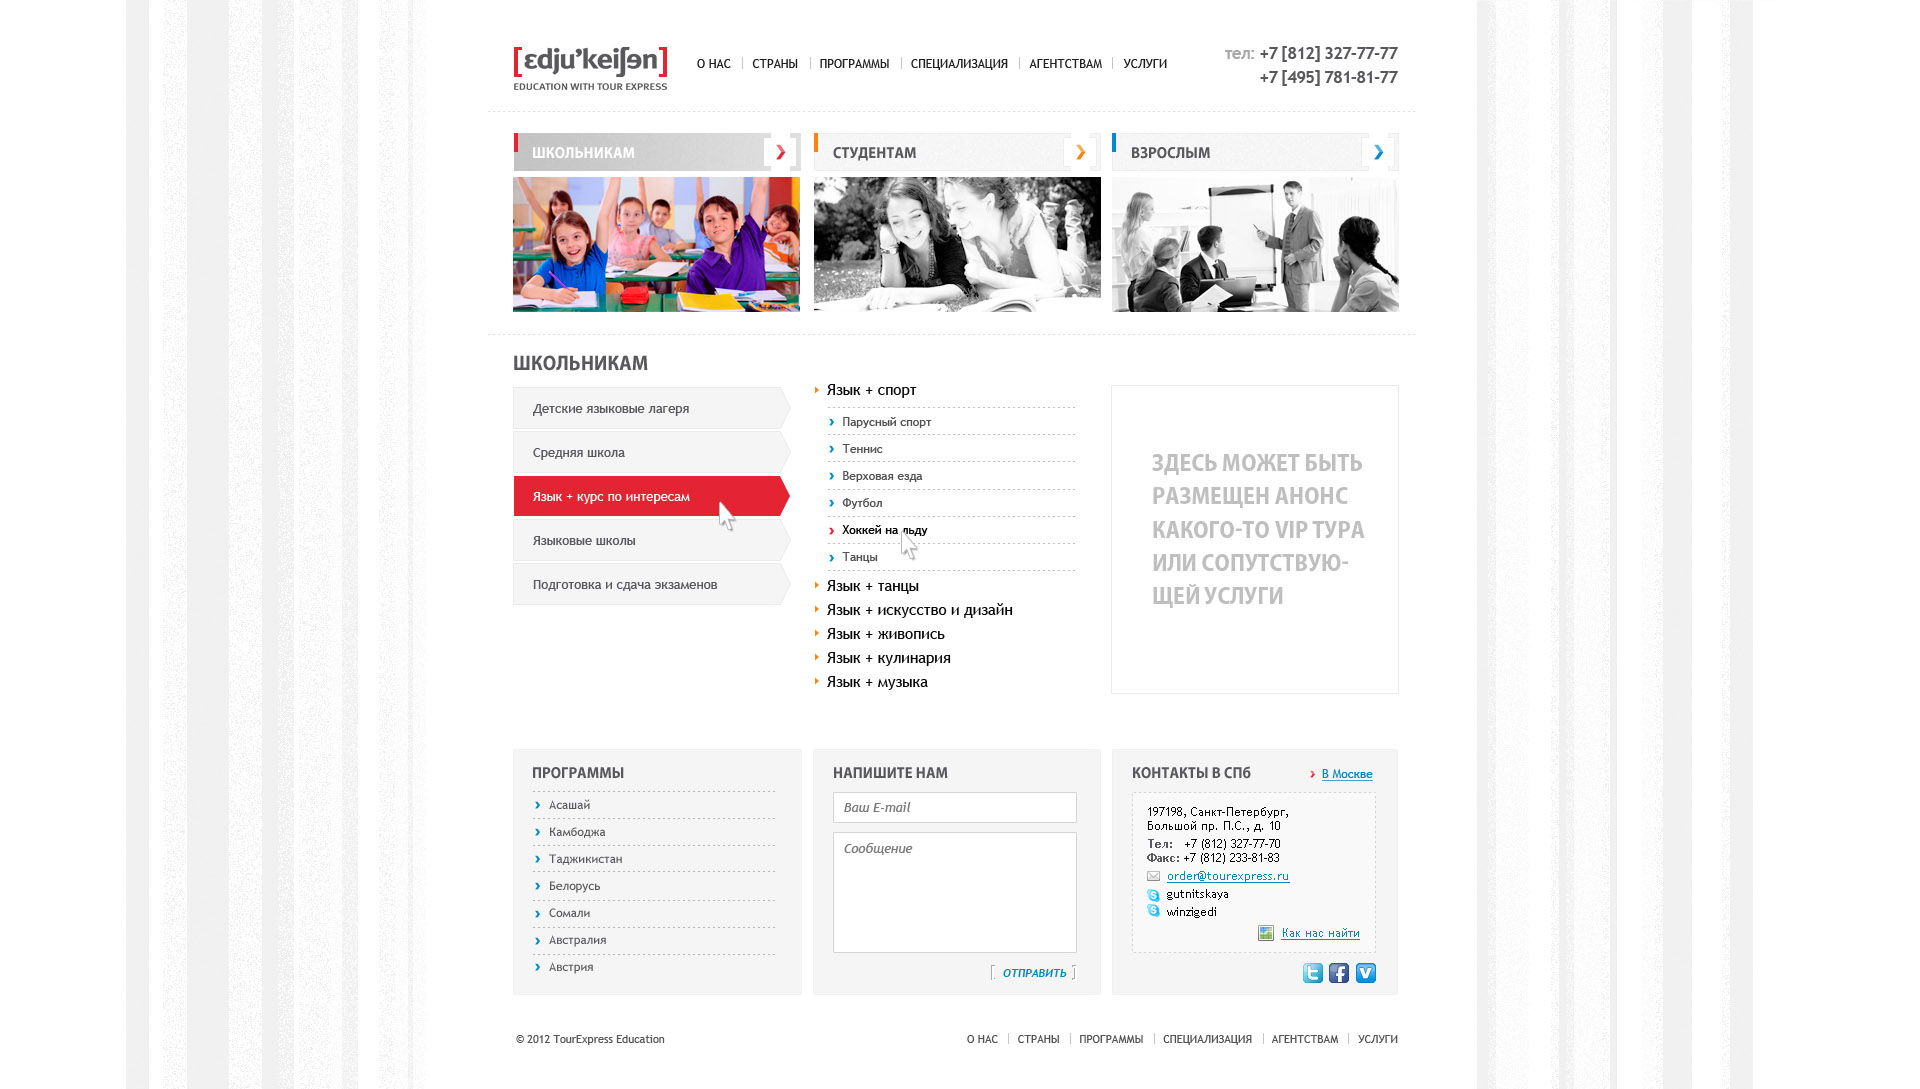 [ɛdju'keiʃɘn]
EDUCATION WITH TOUR EXPRESS
О НАС
СТРАНЫ
ПРОГРАММЫ
СПЕЦИАЛИЗАЦИЯ
АГЕНТСТВАМ
УСЛУГИ
тел: +7 [812] 327-77-77
+7 [495] 781-81-77
ШКОЛЬНИКАМ
СТУДЕНТАМ
ВЗРОСЛЫМ
ШКОЛЬНИКАМ
Детские языковые лагеря
Средняя школа
Язык + курс по интересам
Языковые школы
Подготовка и сдача экзаменов
Язык + спорт
Парусный спорт
Теннис
Верховая езда
Футбол
Хоккей на льду
Танцы
Язык + танцы
Язык + искусство и дизайн
Язык + живопись
Язык + кулинария
Язык + музыка
ЗДЕСЬ МОЖЕТ БЫТЬ
РАЗМЕЩЕН АНОНС
КАКОГО-ТО VIP ТУРА
ИЛИ СОПУТСТВУЮ-
ЩЕЙ УСЛУГИ
ПРОГРАММЫ
Асашай
Камбоджа
Таджикистан
Белорусь
Сомали
Австралия
Австрия
НАПИШИТЕ НАМ
Ваш E-mail
Сообщение
ОТПРАВИТЬ
КОНТАКТЫ В СПб
В Москве
197198, Санкт-Петербург,
Большой пр. П.С., д. 10
Тел: +7 (812) 327-77-70
Факс: +7 (812) 233-81-83
order@tourexpress.ru
gutnitskaya
winzigedi
Как нас найти
© 2012 TourExpress Education
О НАС
СТРАНЫ
ПРОГРАММЫ
СПЕЦИАЛИЗАЦИЯ
АГЕНТСТВАМ
УСЛУГИ